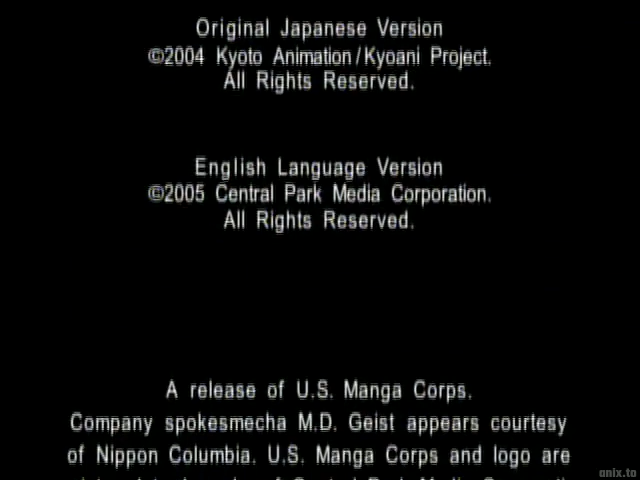 Original Japanese Version
©2004 Kyoto Animation/Kyoani Project.
All Rights Reserved.
English Language Version
©2005 Central Park Media Corporation.
All Rights Reserved.
A release of U.S. Manga Corps.
Company spokesmecha M.D. Geist appears courtesy
of Nippon Columbia. U.S. Manga Corps and logo are
anix.to